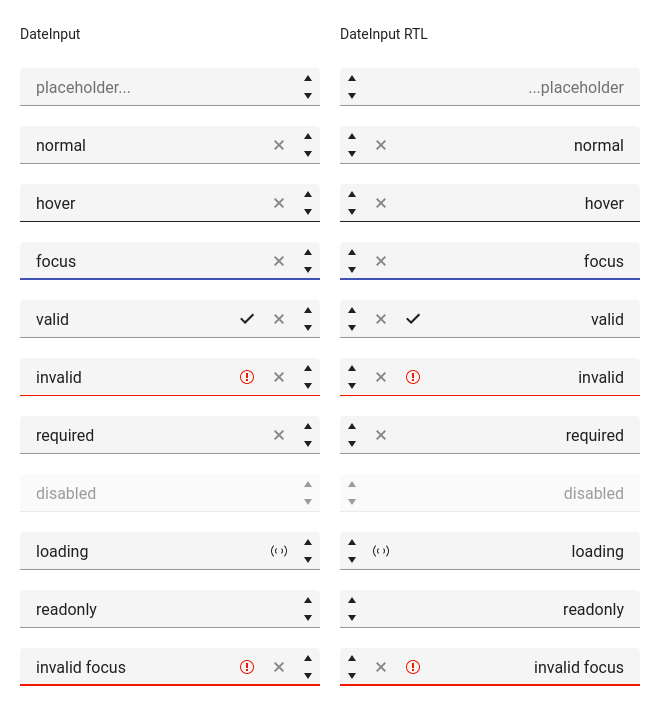 DateInput DateInput RTL
placeholder... ...placeholder
normal normal
hover hover
focus focus
valid valid
invalid invalid
required required
disabled disabled
loading loading
readonly readonly
invalid focus invalid focus